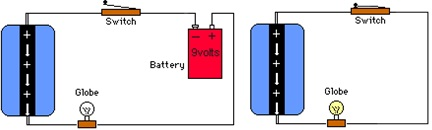 Switch
Battery
- +
9volts
Globe
+
+
+
+
Switch
Globe
+
+
+
+